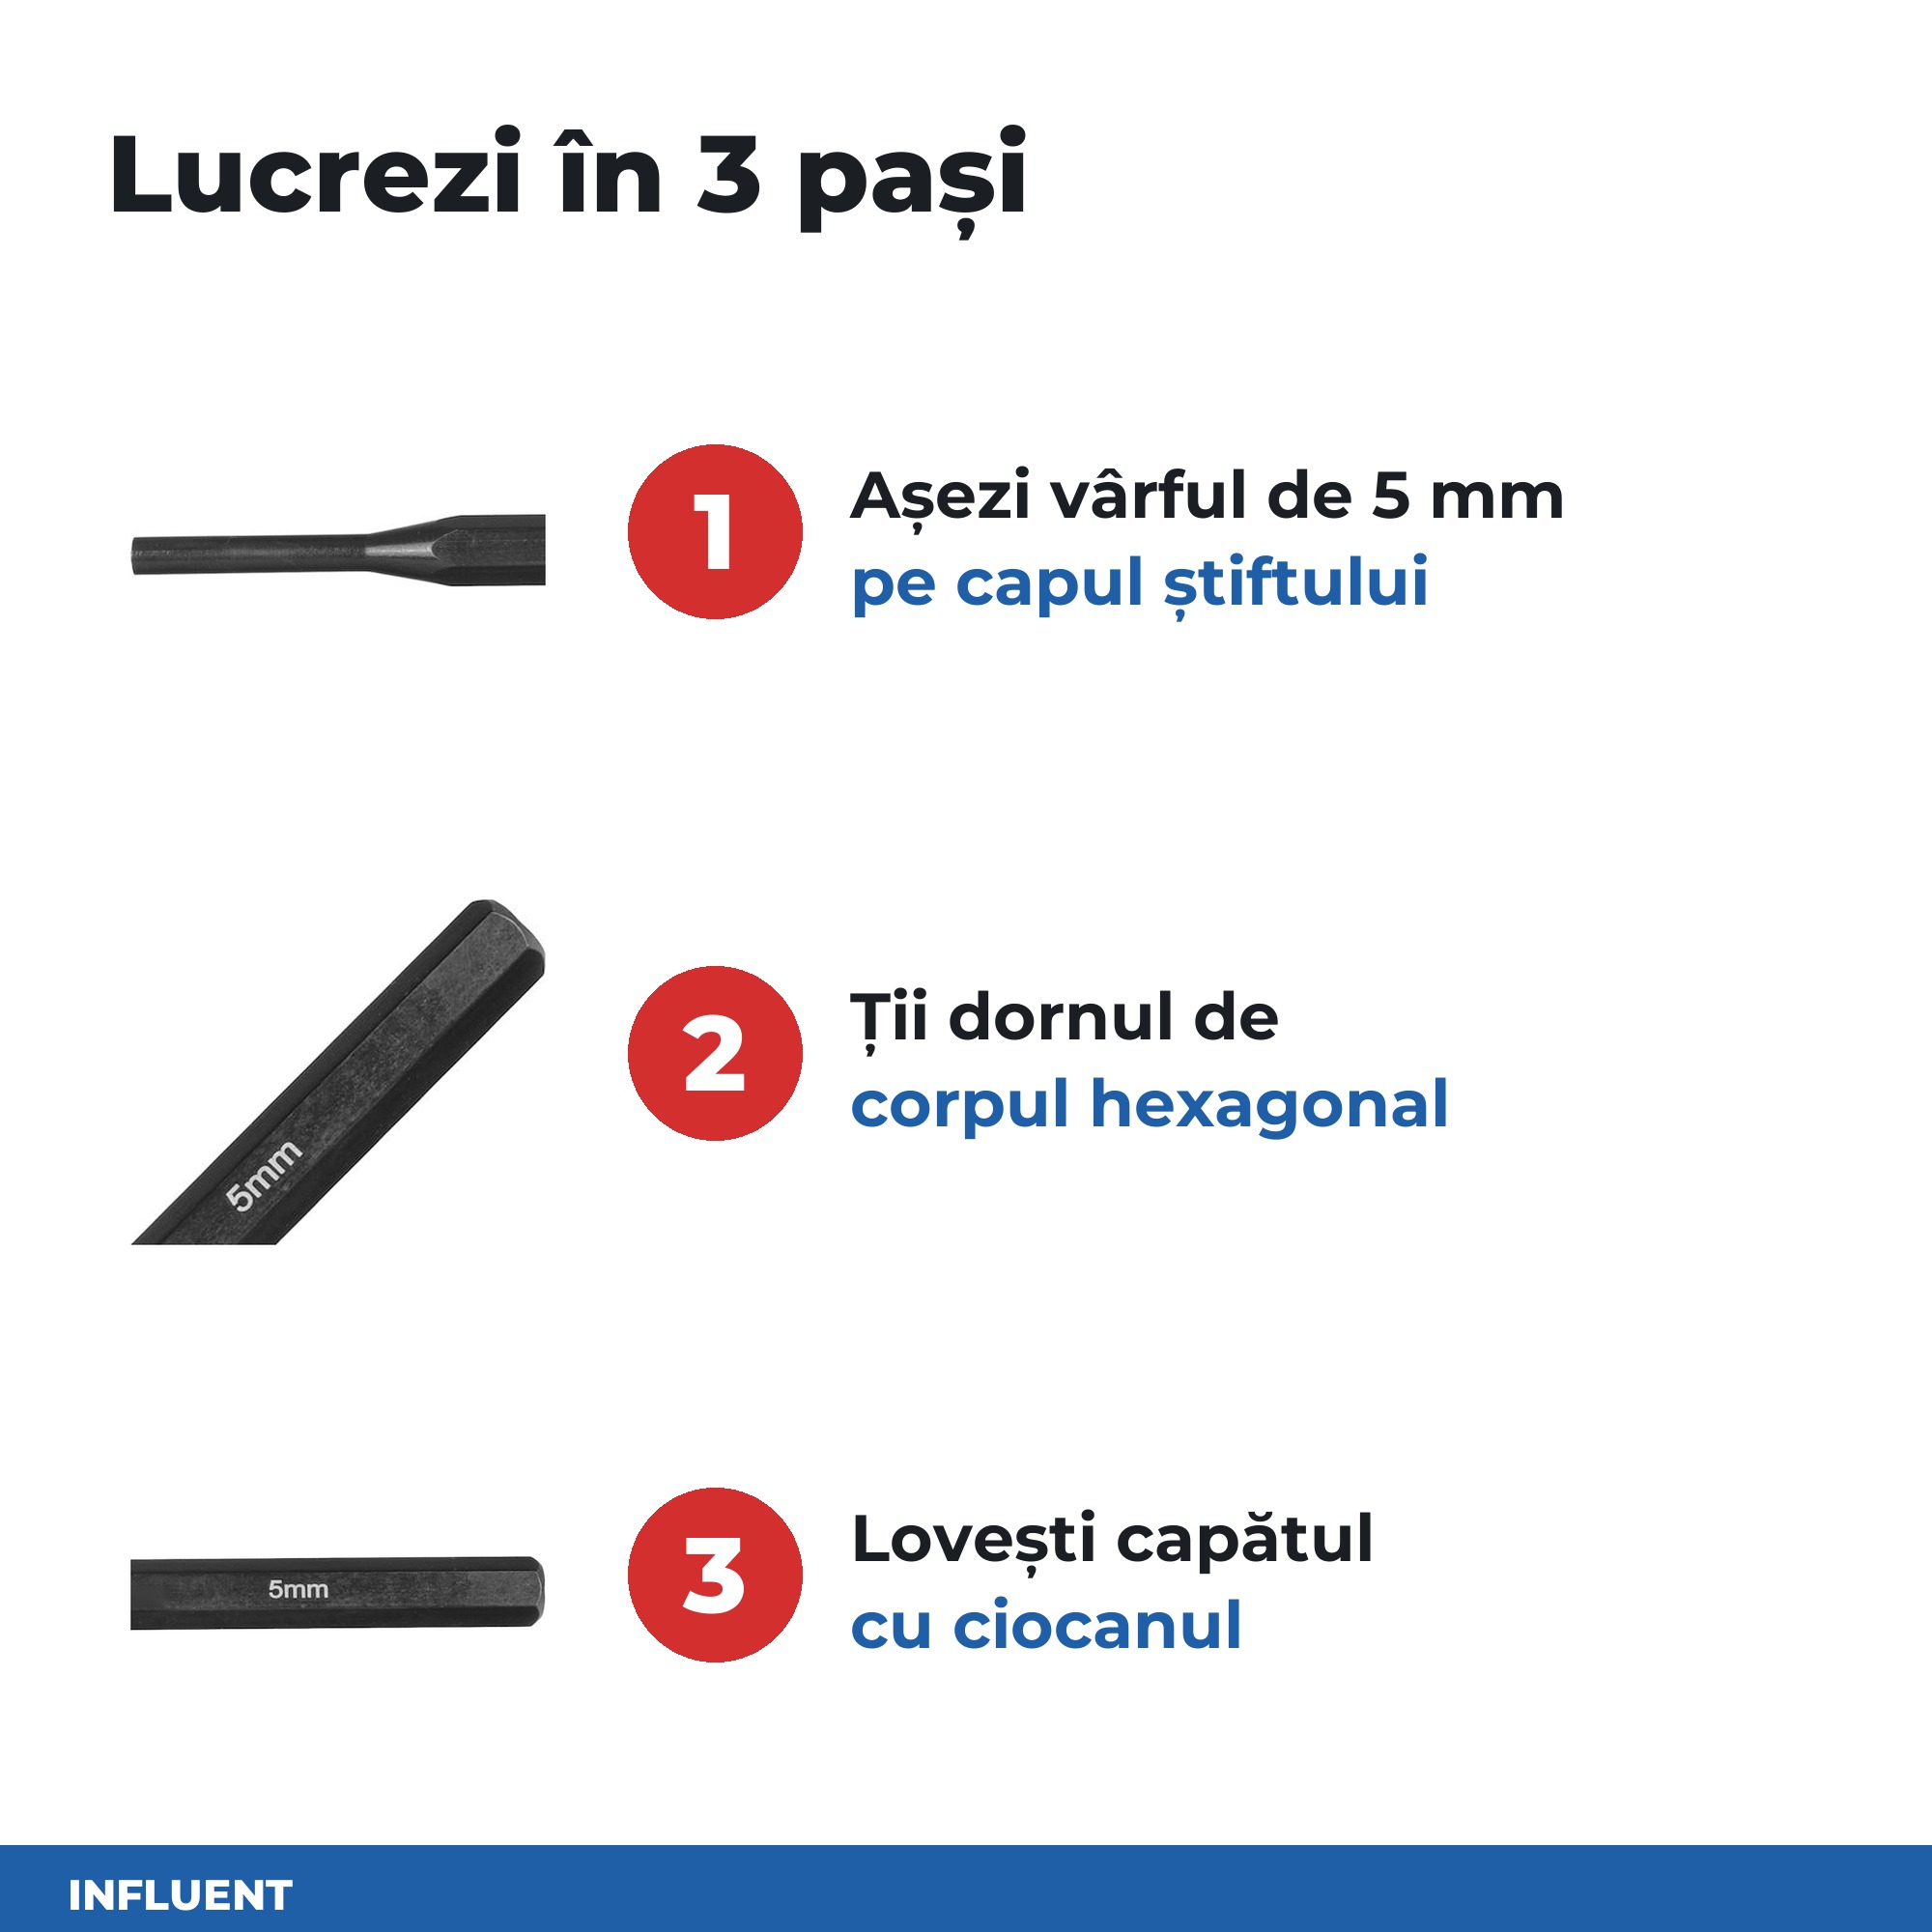 Lucrezi în 3 pași
1
Așezi vârful de 5 mm
pe capul știftului
5mm
2
Ții dornul de
corpul hexagonal
5mm
3
Lovești capătul
cu ciocanul
INFLUENT